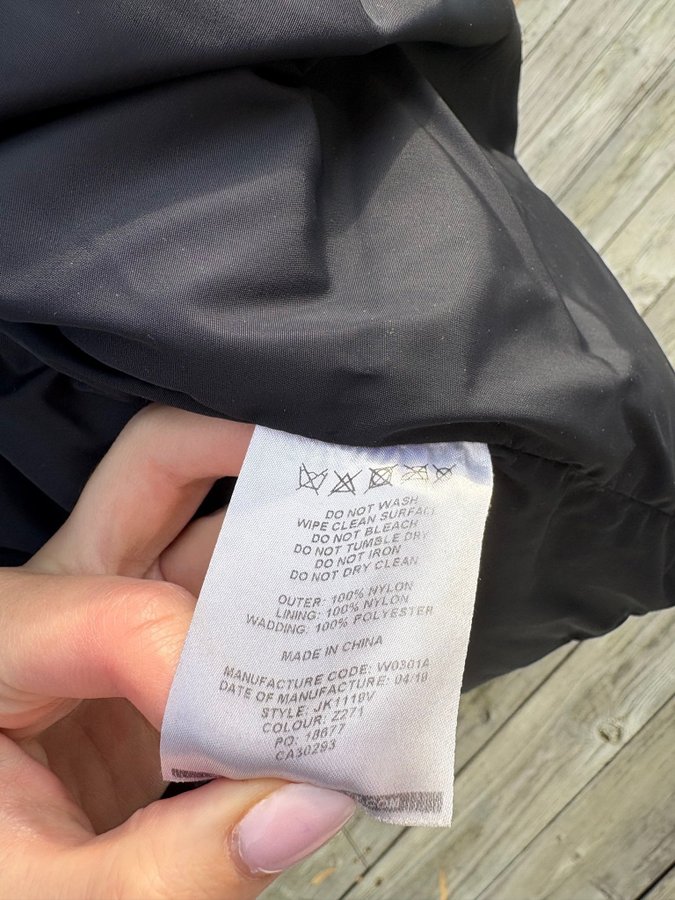 DO NOT WASH
WIPE CLEAN SURFACE
DO NOT BLEACH
DO NOT TUMBLE DRY
DO NOT IRON
DO NOT DRY CLEAN
OUTER: 100% NYLON
LINING: 100% NYLON
WADDING: 100% POLYESTER
MADE IN CHINA
MANUFACTURE CODE: W0301A
DATE OF MANUFACTURE: 04/19
STYLE: JK1119V
COLOUR: Z271
PO: 18677
CA30293